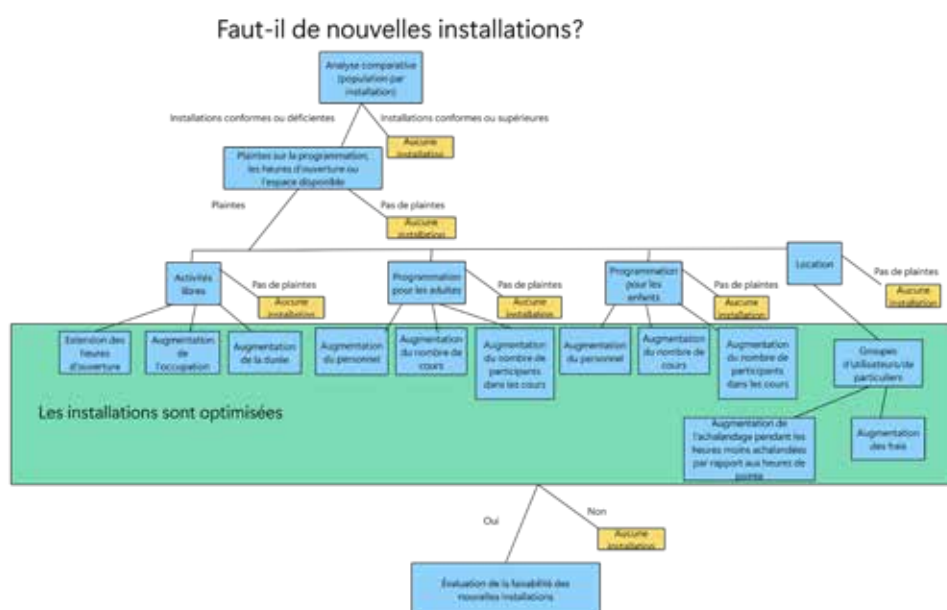 Faut-il de nouvelles installations?
Analyse comparative
(population par
installation)
Installations conformes ou déficientes
Installations conformes ou supérieures
Aucune
installation
Plaintes sur la programmation,
les heures d'ouverture ou
l'espace disponible
Plaintes
Pas de plaintes
Aucune
installation
Activités
libres
Pas de plaintes
Aucune
installation
Programmation
pour les adultes
Pas de plaintes
Aucune
installation
Programmation
pour les
enfants
Pas de plaintes
Aucune
installation
Location
Pas de plaintes
Aucune
installation
Extension des
heures
d'ouverture
Augmentation
de
l'occupation
Augmentation
de la durée
Augmentation
du personnel
Augmentation
du nombre de
cours
Augmentation
du nombre de
participants
dans les cours
Augmentation
du personnel
Augmentation
du nombre de
cours
Augmentation
du nombre de
participants
dans les cours
Groupes
d'utilisateurs/de
particuliers
Les installations sont optimisées
Augmentation de
l'achalandage pendant les
heures moins achalandées
par rapport aux heures de
pointe
Augmentation
des frais
Oui
Non
Aucune
installation
Évaluation de la faisabilité des
nouvelles installations